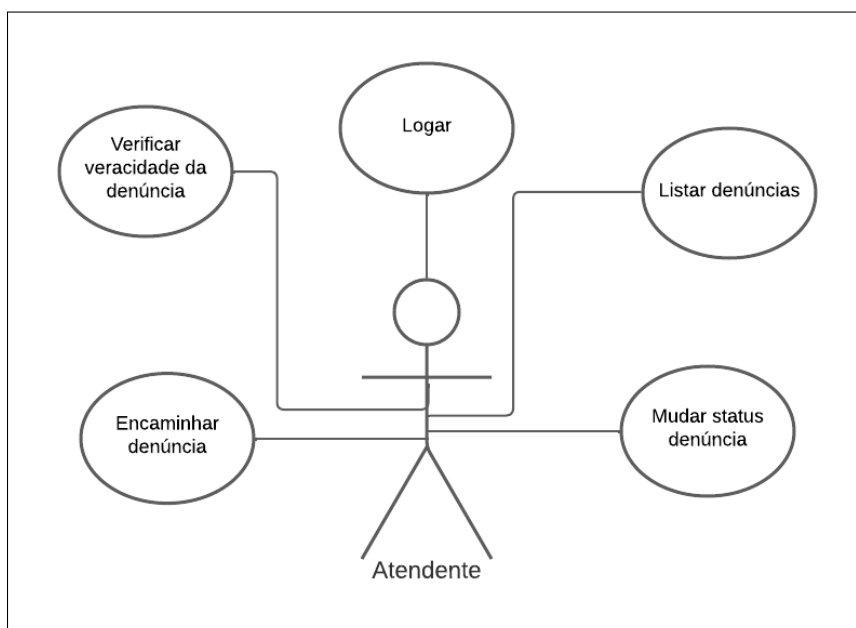 Logar
Verificar
veracidade da
denúncia
Listar denúncias
Encaminhar
denúncia
Mudar status
denúncia
Atendente